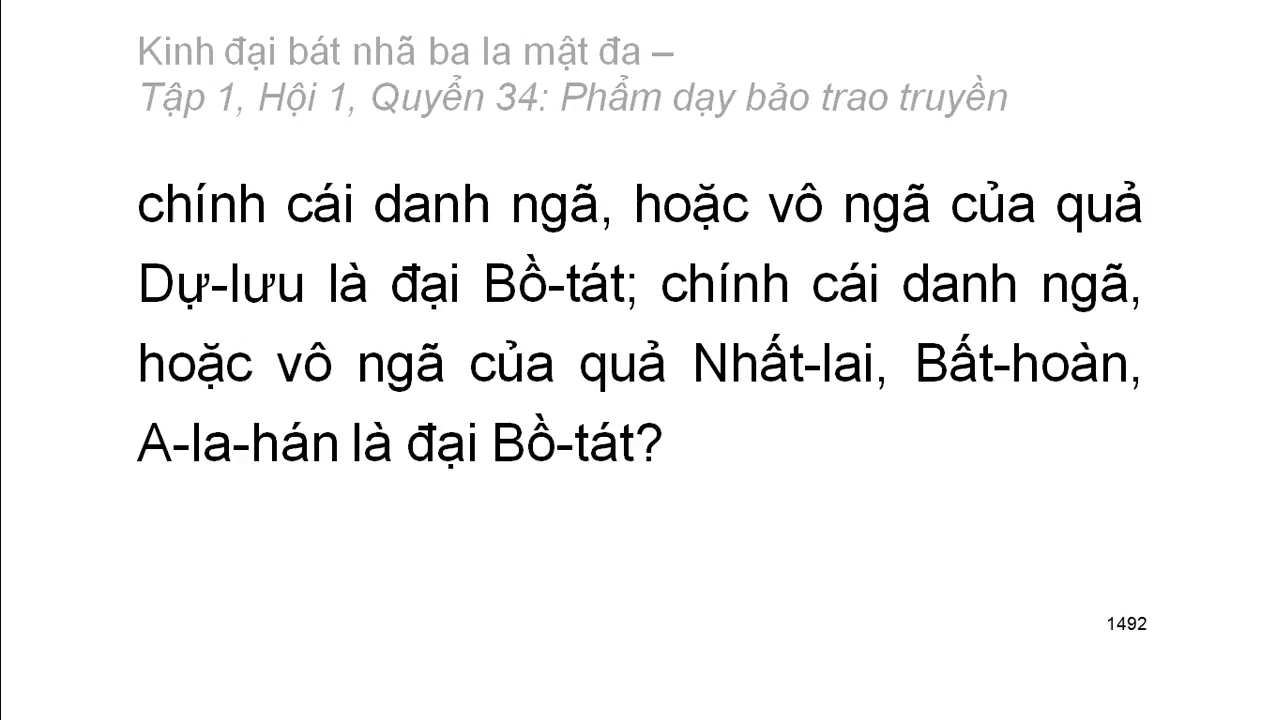 Kinh đại bát nhã ba la mật đa –
Tập 1, Hội 1, Quyển 34: Phẩm dạy bảo trao truyền
chính cái danh ngã, hoặc vô ngã của quả
Dự-lưu là đại Bồ-tát; chính cái danh ngã,
hoặc vô ngã của quả Nhất-lai, Bất-hoàn,
A-la-hán là đại Bồ-tát?
1492